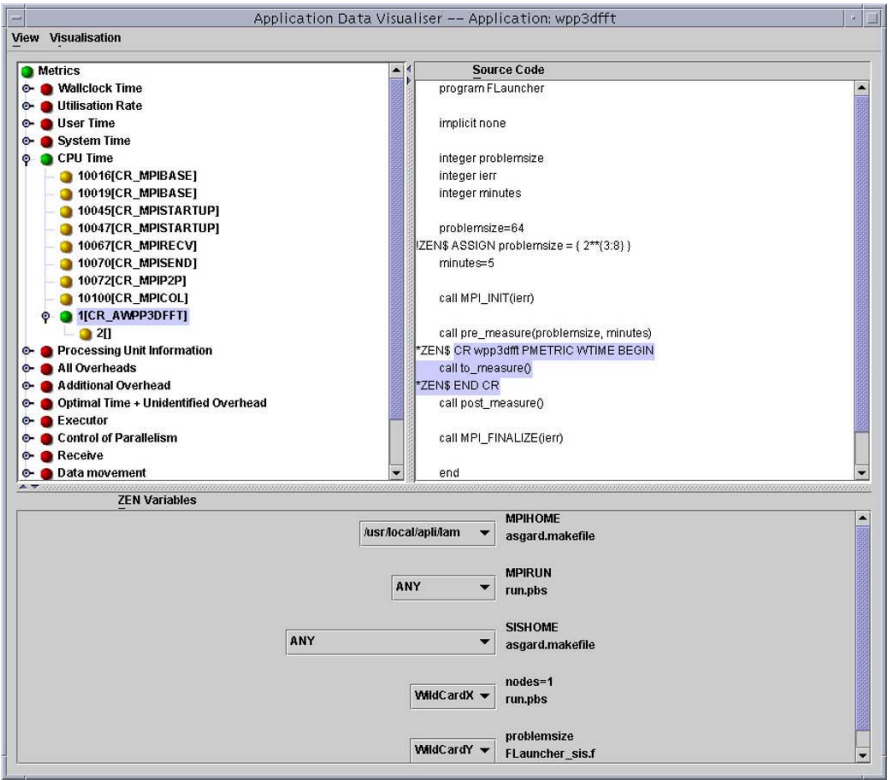 Application Data Visualiser -- Application: wpp3dfft
View Visualisation
Metrics
Wallclock Time
Utilisation Rate
User Time
System Time
CPU Time
10016[CR_MPIBASE]
10019[CR_MPIBASE]
10045[CR_MPISTARTUP]
10047[CR_MPISTARTUP]
10067[CR_MPIRECV]
10070[CR_MPISEND]
10072[CR_MPIP2P]
10100[CR_MPICOL]
1[CR_AWPP3DFFT]
2[]
Processing Unit Information
All Overheads
Additional Overhead
Optimal Time + Unidentified Overhead
Executor
Control of Parallelism
Receive
Data movement
Source Code
program FLauncher
implicit none
integer problemsize
integer ierr
integer minutes
problemsize=64
!ZEN$ ASSIGN problemsize = { 2**{3:8} }
minutes=5
call MPI_INIT(ierr)
call pre_measure(problemsize, minutes)
*ZEN$ CR wpp3dfft PMETRIC WTIME BEGIN
call to_measure()
*ZEN$ END CR
call post_measure()
call MPI_FINALIZE(ierr)
end
ZEN Variables
/usr/local/apli/lam
MPIHOME
asgard.makefile
ANY
MPIRUN
run.pbs
ANY
SISHOME
asgard.makefile
WildCardX
nodes=1
run.pbs
WildCardY
problemsize
FLauncher_sis.f